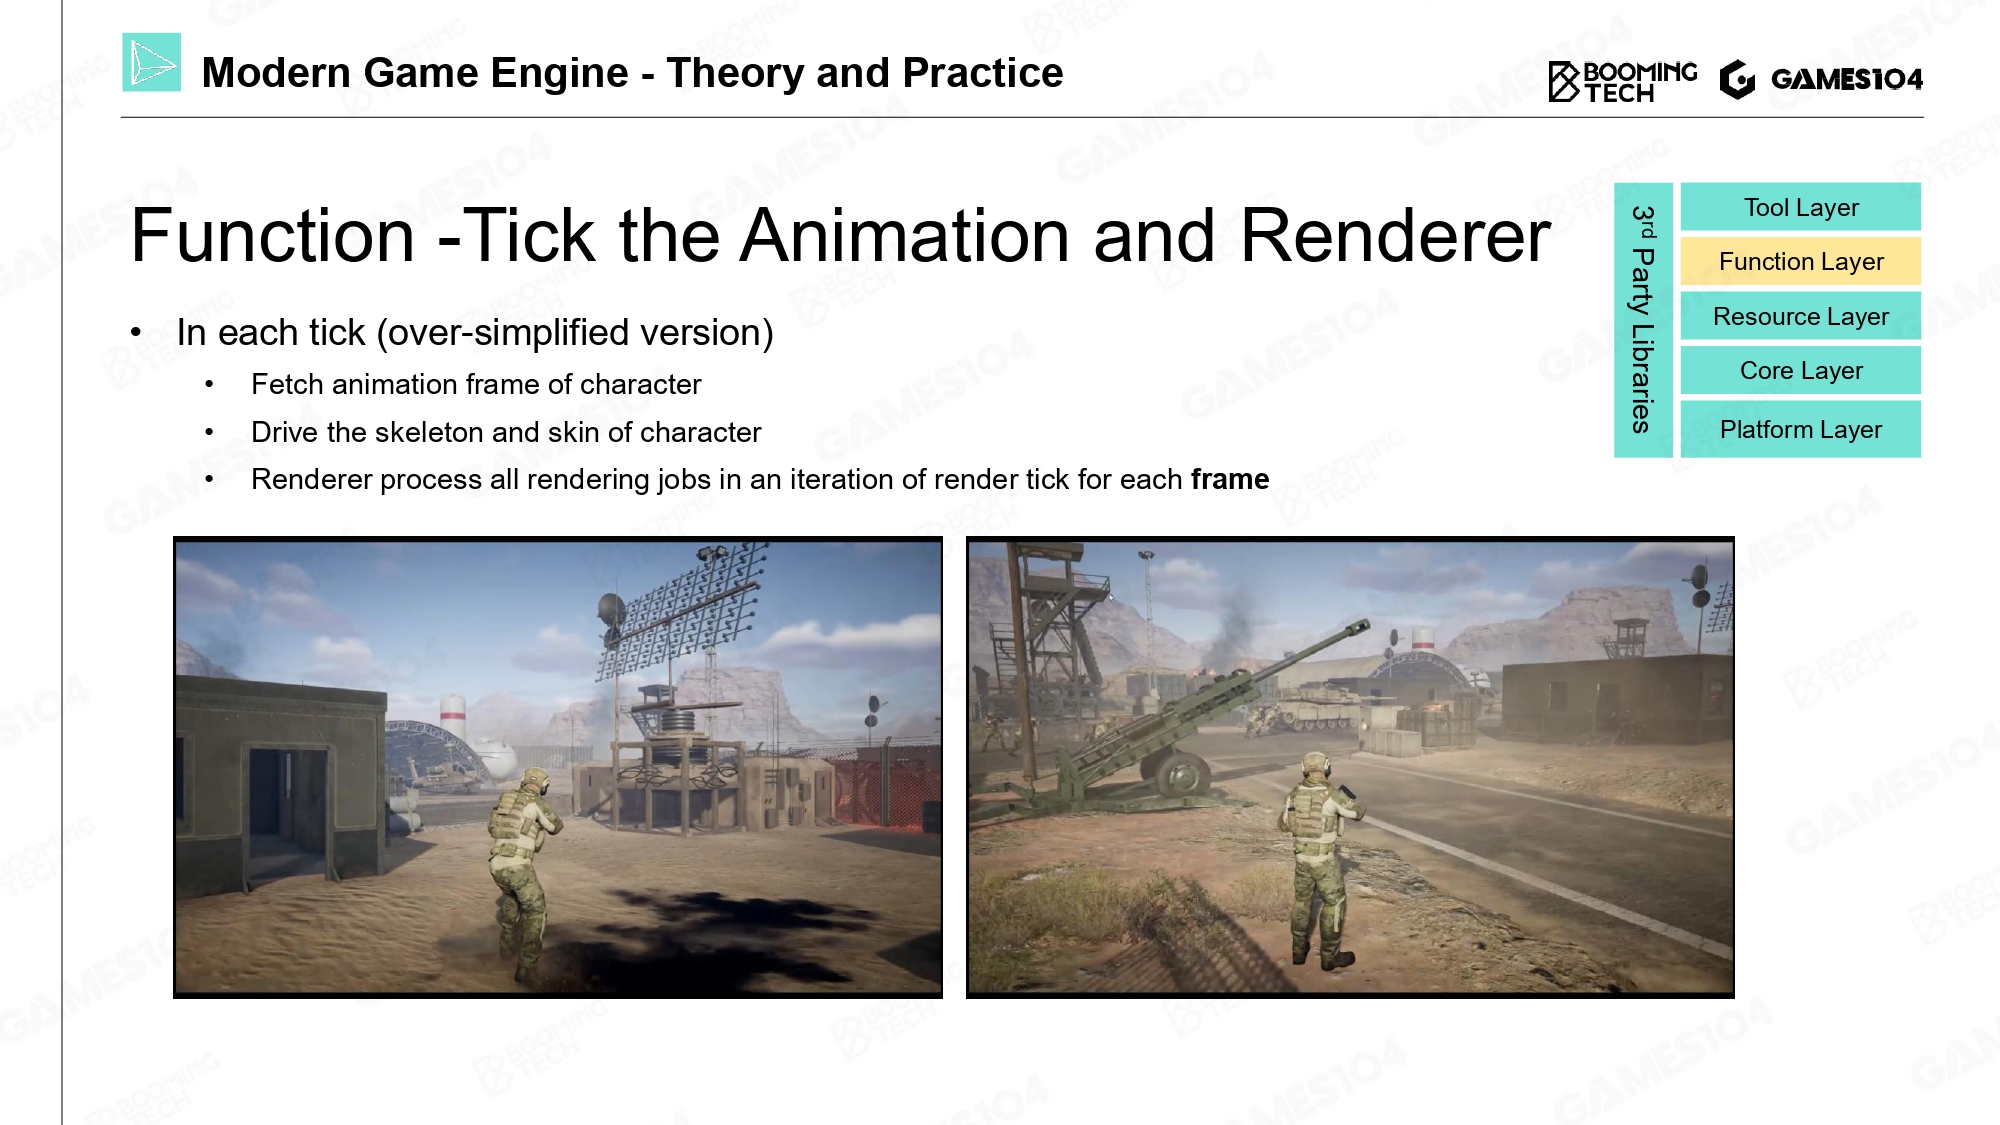 Modern Game Engine - Theory and Practice
BOOMING
TECH
GAMES104
Function -Tick the Animation and Renderer
• In each tick (over-simplified version)
• Fetch animation frame of character
• Drive the skeleton and skin of character
• Renderer process all rendering jobs in an iteration of render tick for each frame
3rd Party Libraries
Tool Layer
Function Layer
Resource Layer
Core Layer
Platform Layer